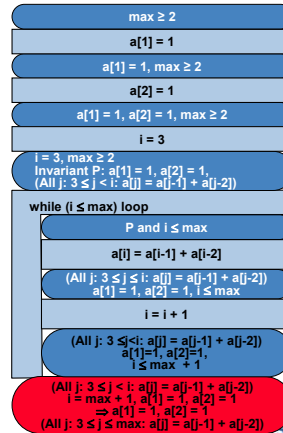 max ≥ 2
a[1] = 1
a[1] = 1, max ≥ 2
a[2] = 1
a[1] = 1, a[2] = 1, max ≥ 2
i = 3
i = 3, max ≥ 2
Invariant P: a[1] = 1, a[2] = 1,
(All j: 3 ≤ j < i: a[j] = a[j-1] + a[j-2])
while (i ≤ max) loop
P and i ≤ max
a[i] = a[i-1] + a[i-2]
(All j: 3 ≤ j ≤ i: a[j] = a[j-1] + a[j-2])
a[1] = 1, a[2] = 1, i ≤ max
i = i + 1
(All j: 3 ≤j<i: a[j] = a[j-1] + a[j-2])
a[1]=1, a[2]=1,
i ≤ max + 1
(All j: 3 ≤ j < i: a[j] = a[j-1] + a[j-2])
i = max + 1, a[1] = 1, a[2] = 1
⇒ a[1] = 1, a[2] = 1
(All j: 3 ≤ j ≤ max: a[j] = a[j-1] + a[j-2])